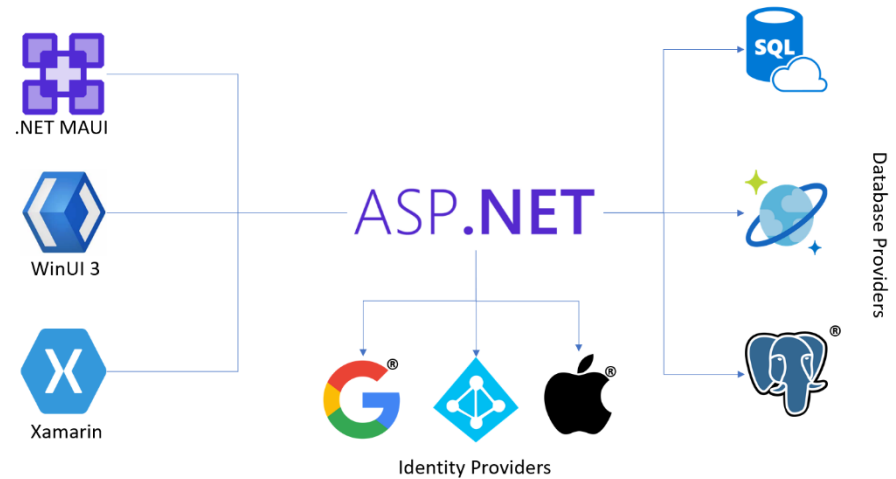 .NET MAUI
WinUI 3
Xamarin
ASP.NET
®
®
Identity Providers
SQL
®
Database Providers